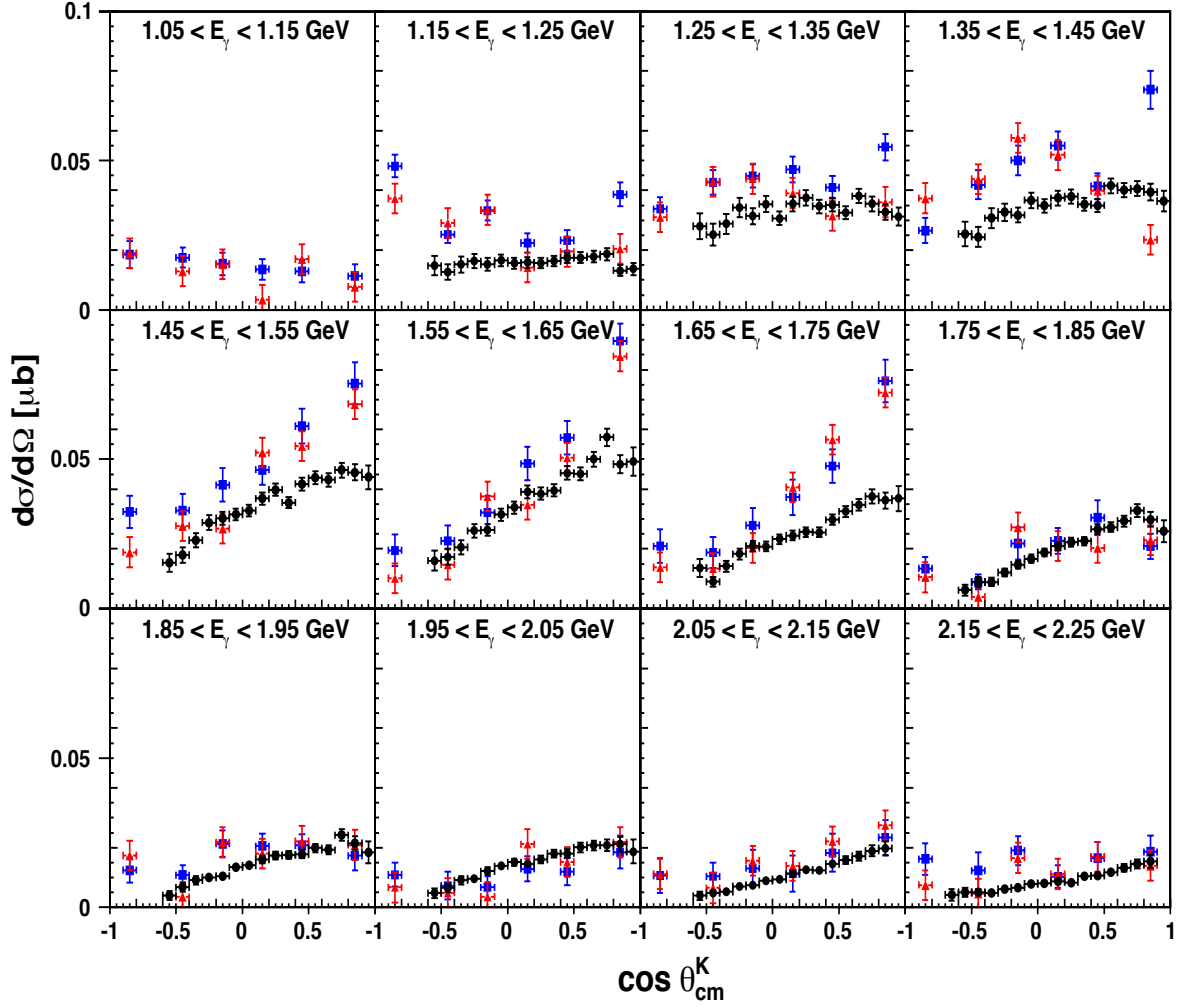 0.1
1.05 < Eγ < 1.15 GeV 1.15 < Eγ < 1.25 GeV 1.25 < Eγ < 1.35 GeV 1.35 < Eγ < 1.45 GeV
0.05
0
1.45 < Eγ < 1.55 GeV 1.55 < Eγ < 1.65 GeV 1.65 < Eγ < 1.75 GeV 1.75 < Eγ < 1.85 GeV
dσ/dΩ [μb]
0.05
0
1.85 < Eγ < 1.95 GeV 1.95 < Eγ < 2.05 GeV 2.05 < Eγ < 2.15 GeV 2.15 < Eγ < 2.25 GeV
0.05
0
-1 -0.5 0 0.5 -1 -0.5 0 0.5 -1 -0.5 0 0.5 -1 -0.5 0 0.5 1
cos θ^K_cm